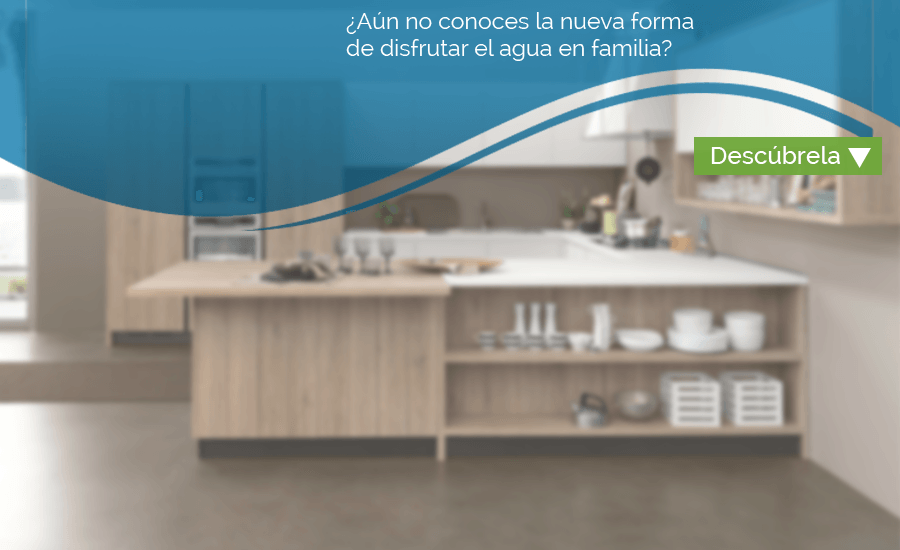 ¿Aún no conoces la nueva forma
de disfrutar el agua en familia?
Descúbrela